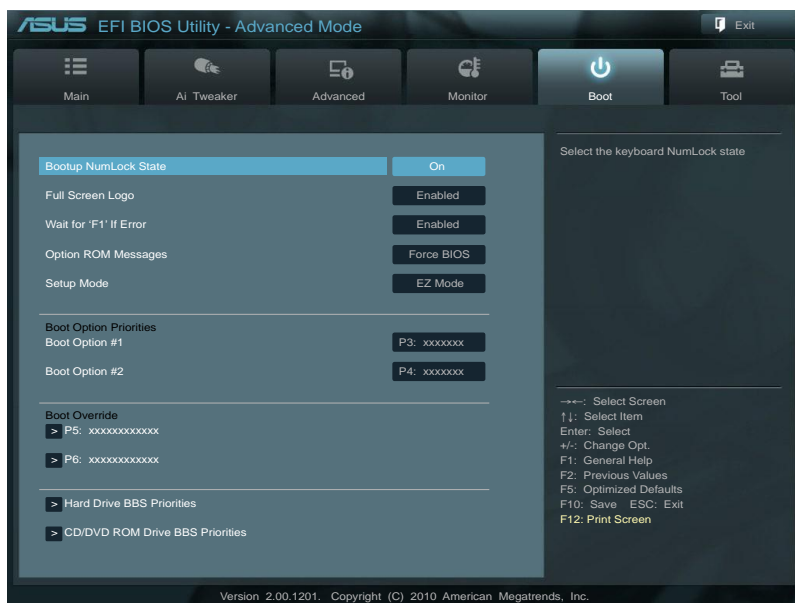 ASUS EFI BIOS Utility - Advanced Mode
Exit
Main
Ai Tweaker
Advanced
Monitor
Boot
Tool
Bootup NumLock State On
Full Screen Logo Enabled
Wait for ‘F1’ If Error Enabled
Option ROM Messages Force BIOS
Setup Mode EZ Mode
Boot Option Priorities
Boot Option #1 P3: xxxxxxx
Boot Option #2 P4: xxxxxxx
Boot Override
> P5: xxxxxxxxxxxx
> P6: xxxxxxxxxxxx
> Hard Drive BBS Priorities
> CD/DVD ROM Drive BBS Priorities
Select the keyboard NumLock state
→←: Select Screen
↑↓: Select Item
Enter: Select
+/-: Change Opt.
F1: General Help
F2: Previous Values
F5: Optimized Defaults
F10: Save ESC: Exit
F12: Print Screen
Version 2.00.1201. Copyright (C) 2010 American Megatrends, Inc.